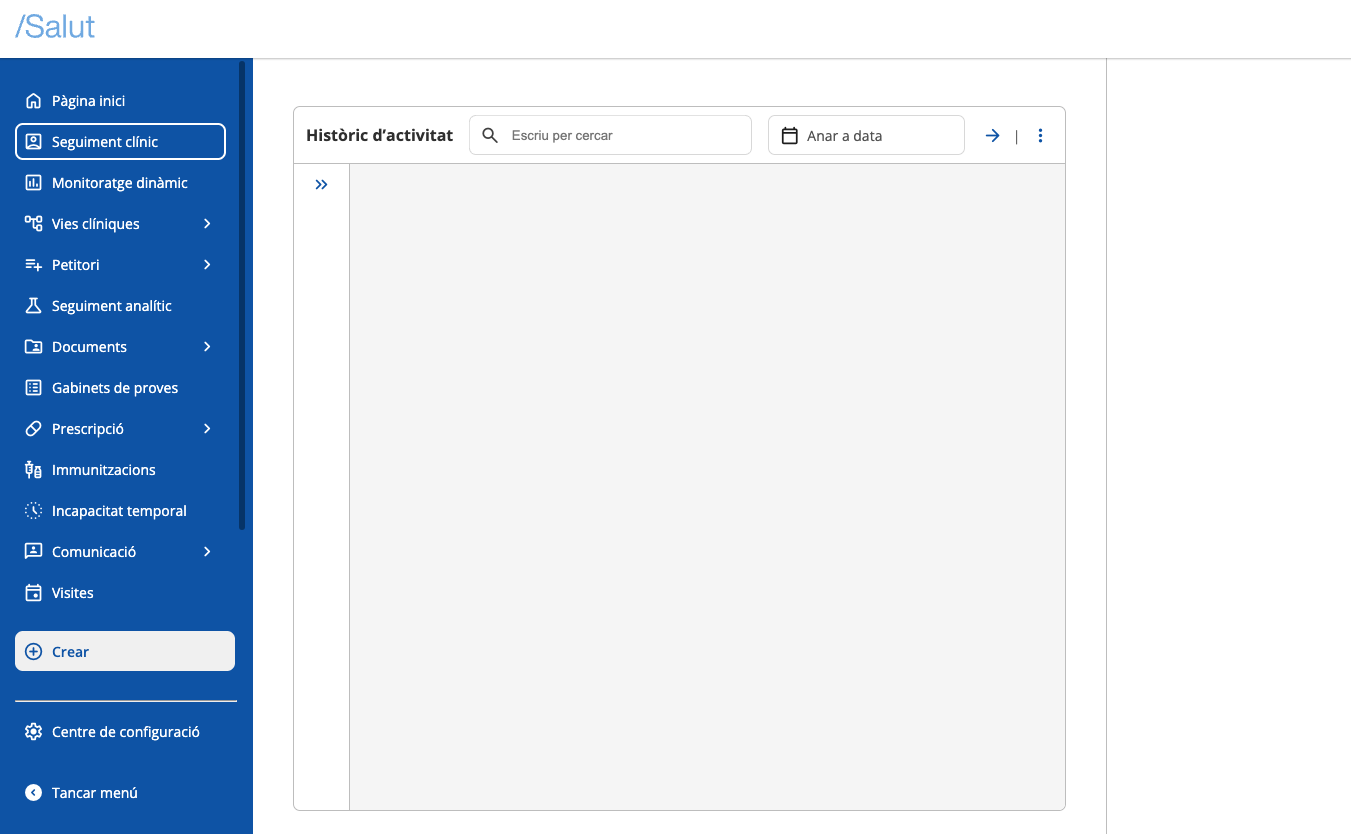 /Salut
Pàgina inici
Seguiment clínic
Monitoratge dinàmic
Vies clíniques
Petitori
Seguiment analític
Documents
Gabinets de proves
Prescripció
Immunitzacions
Incapacitat temporal
Comunicació
Visites
Crear
Centre de configuració
Tancar menú
Històric d’activitat
Escriu per cercar
Anar a data
|